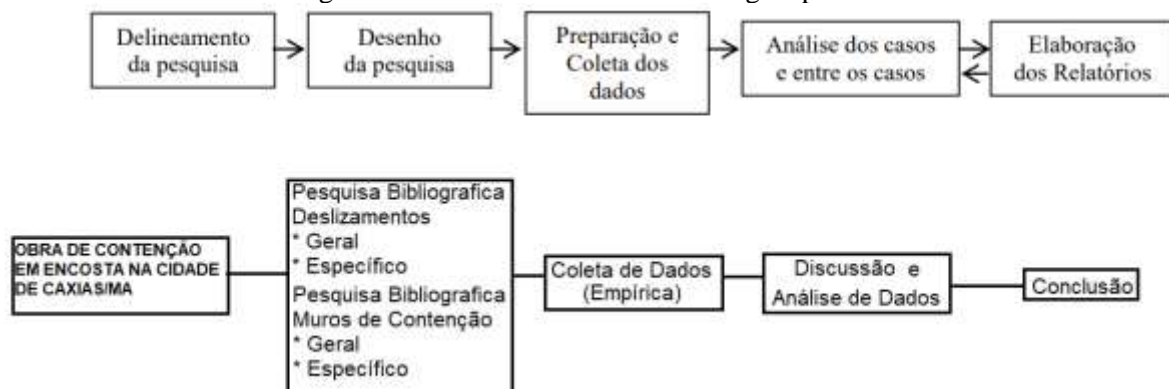 Delineamento
da pesquisa
Desenho
da pesquisa
Preparação e
Coleta dos
dados
Análise dos casos
e entre os casos
Elaboração
dos Relatórios
OBRA DE CONTENÇÃO
EM ENCOSTA NA CIDADE
DE CAXIAS/MA
Pesquisa Bibliografica
Deslizamentos
* Geral
* Específico
Pesquisa Bibliografica
Muros de Contenção
* Geral
* Específico
Coleta de Dados
(Empírica)
Discussão e
Análise de Dados
Conclusão